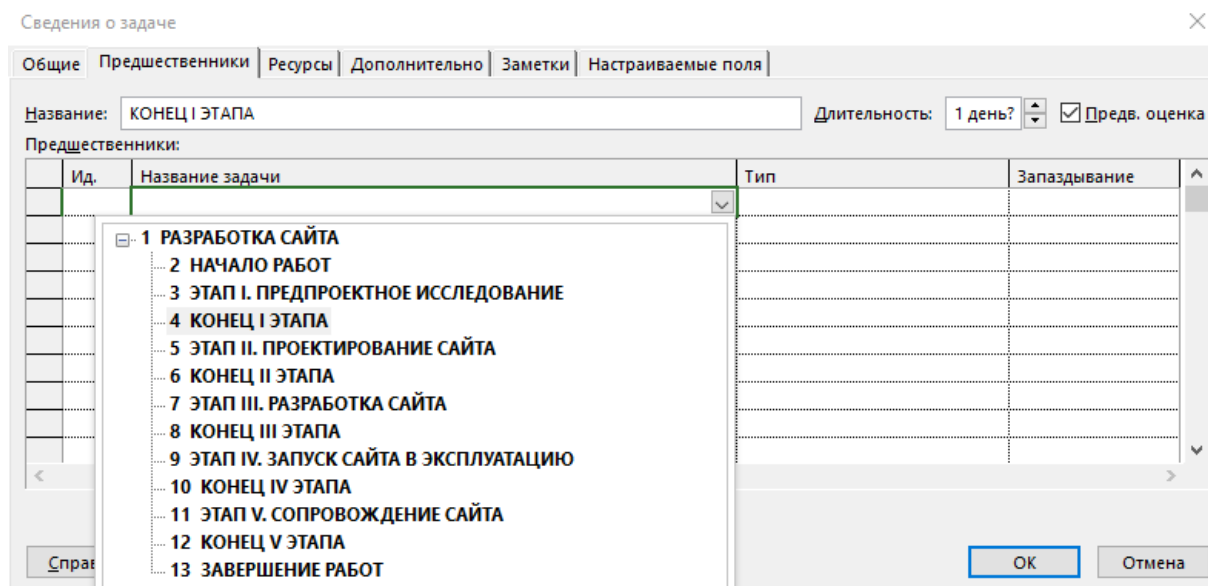 Сведения о задаче
Общие Предшественники Ресурсы Дополнительно Заметки Настраиваемые поля
Название: КОНЕЦ I ЭТАПА Длительность: 1 день? Предв. оценка
Предшественники:
Ид. Название задачи Тип Запаздывание
1 РАЗРАБОТКА САЙТА
2 НАЧАЛО РАБОТ
3 ЭТАП I. ПРЕДПРОЕКТНОЕ ИССЛЕДОВАНИЕ
4 КОНЕЦ I ЭТАПА
5 ЭТАП II. ПРОЕКТИРОВАНИЕ САЙТА
6 КОНЕЦ II ЭТАПА
7 ЭТАП III. РАЗРАБОТКА САЙТА
8 КОНЕЦ III ЭТАПА
9 ЭТАП IV. ЗАПУСК САЙТА В ЭКСПЛУАТАЦИЮ
10 КОНЕЦ IV ЭТАПА
11 ЭТАП V. СОПРОВОЖДЕНИЕ САЙТА
12 КОНЕЦ V ЭТАПА
13 ЗАВЕРШЕНИЕ РАБОТ
Справ ОК Отмена